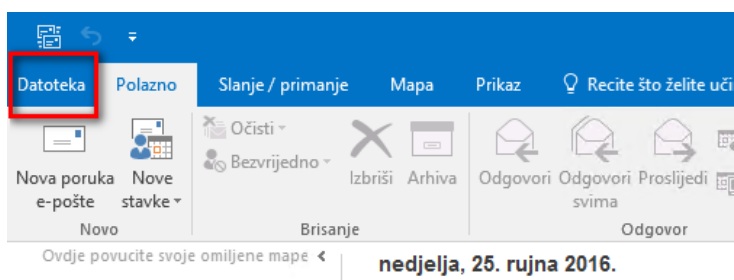 Datoteka Polazno Slanje / primanje Mapa Prikaz Recite što želite
Očisti
Bezvrijedno
Nova poruka
e-pošte
Nove
stavke
Izbriši Arhiva
Odgovori Odgovori
svima
Proslijedi
Novo Brisanje Odgovor
Ovdje povucite svoje omiljene mape
nedjelja, 25. rujna 2016.